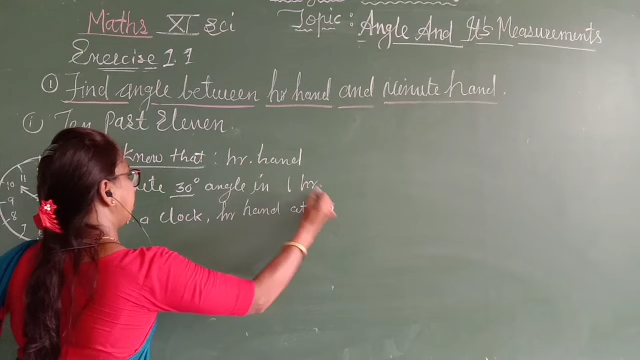 Maths XI sci
Topic: Angle And It's Measurements
Exercise 1.1
① Find angle between hr hand and minute hand.
i) Ten Past Eleven
Know that: hr. hand
30° angle in 1 hr
a clock, hr hand at
11
10
9
8
7